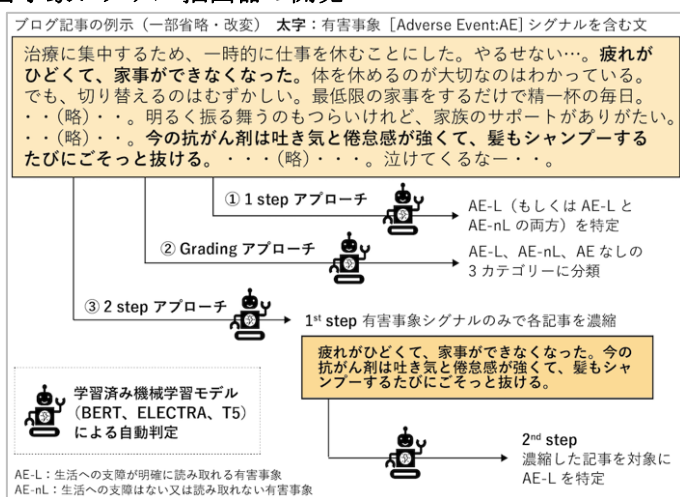 ブログ記事の例示（一部省略・改変） 太字：有害事象［Adverse Event:AE］シグナルを含む文
治療に集中するため、一時的に仕事を休むことにした。やるせない…。疲れが
ひどくて、家事ができなくなった。体を休めるのが大切なのはわかっている。
でも、切り替えるのはむずかしい。最低限の家事をするだけで精一杯の毎日。
・・（略）・・。明るく振る舞うのもつらいけれど、家族のサポートがありがたい。
・・（略）・・。今の抗がん剤は吐き気と倦怠感が強くて、髪もシャンプーする
たびにごそっと抜ける。・・・（略）・・・。泣けてくるなー・・。
① 1 step アプローチ
AE-L（もしくは AE-L と
AE-nL の両方）を特定
② Grading アプローチ
AE-L、AE-nL、AE なしの
3 カテゴリーに分類
③ 2 step アプローチ
1st step 有害事象シグナルのみで各記事を濃縮
疲れがひどくて、家事ができなくなった。今の
抗がん剤は吐き気と倦怠感が強くて、髪もシャ
ンプーするたびにごそっと抜ける。
学習済み機械学習モデル
（BERT、ELECTRA、T5）
による自動判定
2nd step
濃縮した記事を対象に
AE-L を特定
AE-L：生活への支障が明確に読み取れる有害事象
AE-nL：生活への支障はない又は読み取れない有害事象